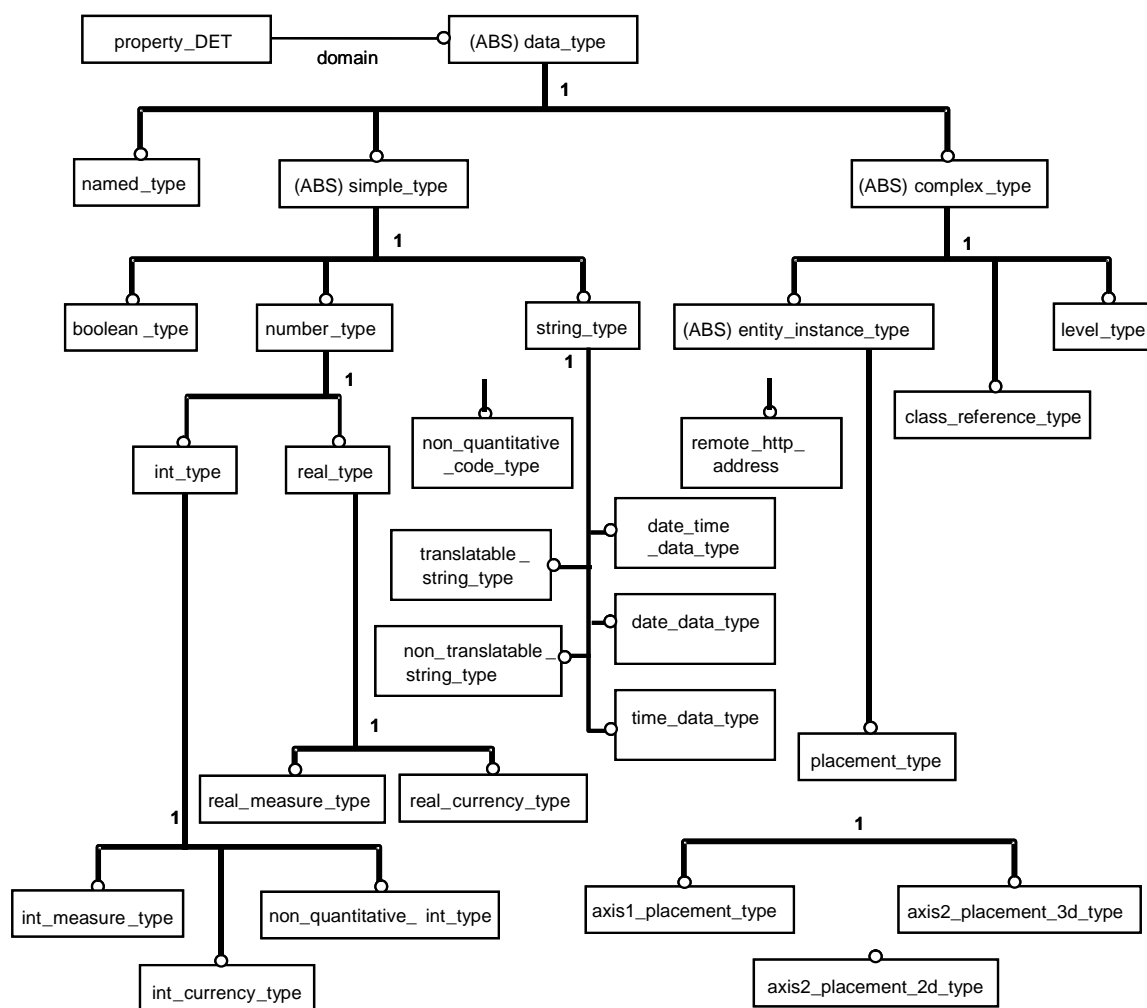 property_DET
(ABS) data_type
domain
1
named_type
(ABS) simple_type
(ABS) complex_type
1
1
boolean _type
number_type
string_type
(ABS) entity_instance_type
level_type
1
1
class_reference_type
non_quantitative
_code_type
remote_http_
address
int_type
real_type
date_time
_data_type
translatable _
string_type
date_data_type
non_translatable _
string_type
time_data_type
1
placement_type
real_measure_type
real_currency_type
1
1
int_measure_type
non_quantitative_ int_type
axis1_placement_type
axis2_placement_3d_type
int_currency_type
axis2_placement_2d_type